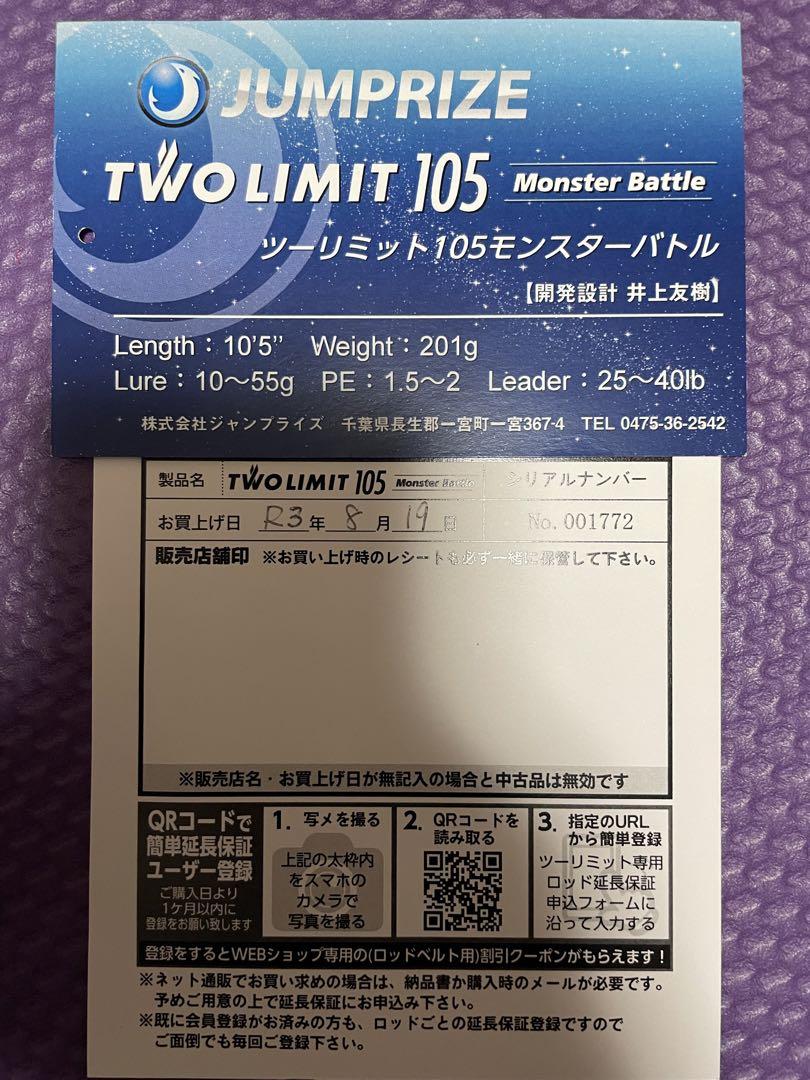 JUMPRIZE
TWO LIMIT 105 Monster Battle
ツーリミット105モンスターバトル
【開発設計 井上友樹】
Length：10'5" Weight：201g
Lure：10〜55g PE：1.5〜2 Leader：25〜40lb
株式会社ジャンプライズ 千葉県長生郡一宮町一宮367-4 TEL 0475-36-2542
製品名 TWO LIMIT 105 Monster Battle シリアルナンバー
お買上げ日 R3年 8月 19日 No.001772
販売店舗印 ※お買い上げ時のレシートも必ず一緒に保管して下さい。
※販売店名・お買上げ日が無記入の場合と中古品は無効です
QRコードで
簡単延長保証
ユーザー登録
ご購入日より
1ケ月以内に
登録をお願い致します
1. 写メを撮る
上記の太枠内
をスマホの
カメラで
写真を撮る
2. QRコードを
読み取る
3. 指定のURL
から簡単登録
ツーリミット専用
ロッド延長保証
申込フォームに
沿って入力する
登録をするとWEBショップ専用の(ロッドベルト用)割引クーポンがもらえます！
※ネット通販でお買い求めの場合は、納品書か購入時のメールが必要です。
予めご用意の上で延長保証にお申込み下さい。
※既に会員登録がお済みの方も、ロッドごとの延長保証登録ですので
ご面倒でも毎回ご登録下さい。